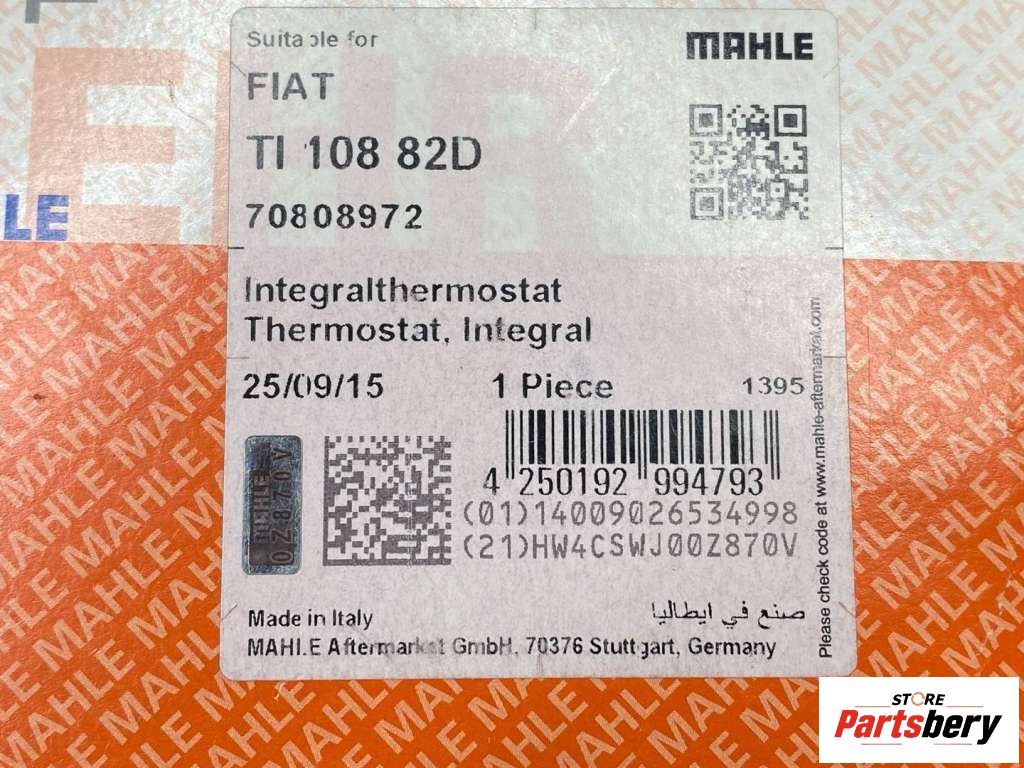 Suitable for
MAHLE
FIAT
TI 108 82D
70808972
Integralthermostat
Thermostat, Integral
25/09/15 1 Piece 1395
4 250192 994793
(01)14009026534998
(21)HW4CSWJ00Z870V
MAHLE
0Z870V
Made in Italy
صنع في ايطاليا
MAHLE Aftermarket GmbH, 70376 Stuttgart, Germany
Please check code at www.mahle-aftermarket.com
LE
STORE
Partsbery